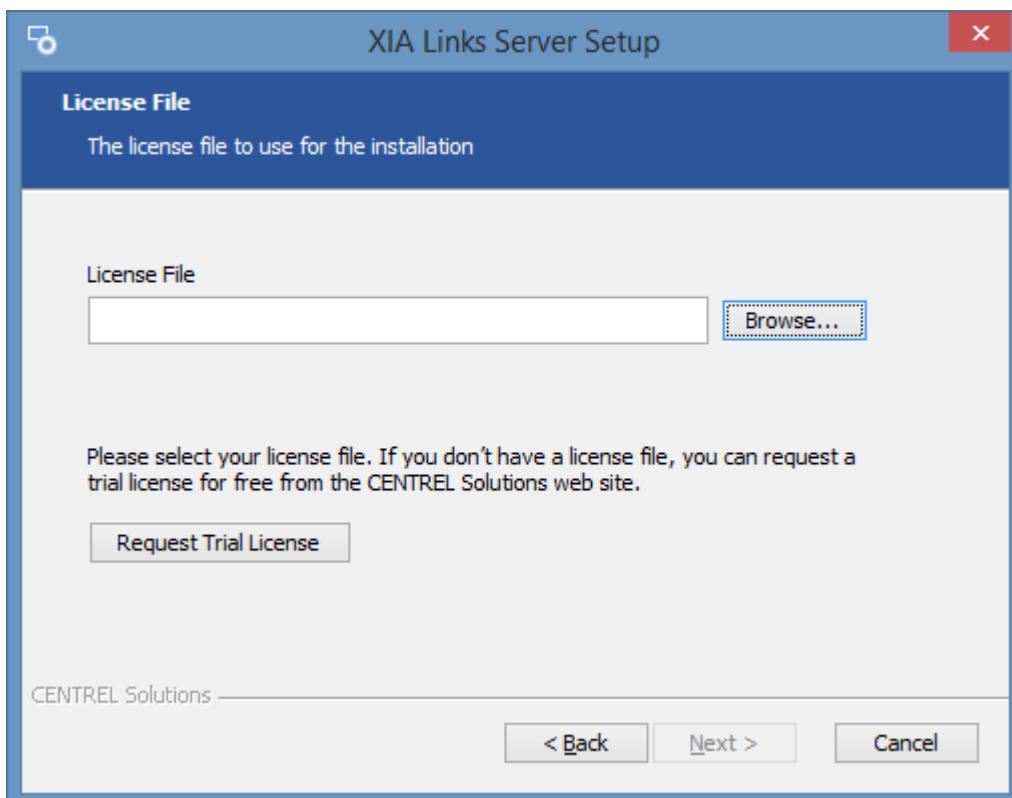 XIA Links Server Setup
License File
The license file to use for the installation
License File
Browse...
Please select your license file. If you don't have a license file, you can request a
trial license for free from the CENTREL Solutions web site.
Request Trial License
CENTREL Solutions
< Back Next > Cancel